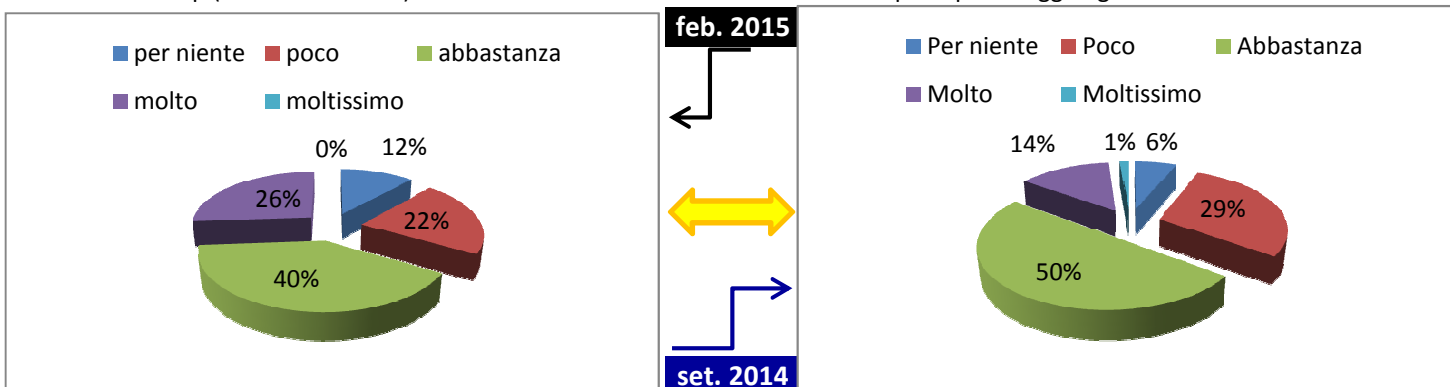 feb. 2015
per niente poco abbastanza
molto moltissimo
0% 12%
26% 22%
40%
Per niente Poco Abbastanza
Molto Moltissimo
14% 1% 6%
29%
50%
set. 2014